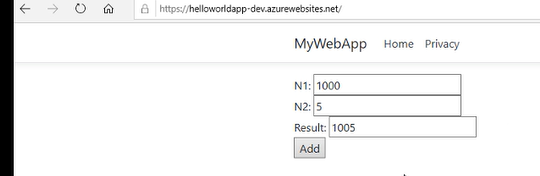 https://helloworldapp-dev.azurewebsites.net/
MyWebApp Home Privacy
N1: 1000
N2: 5
Result: 1005
Add